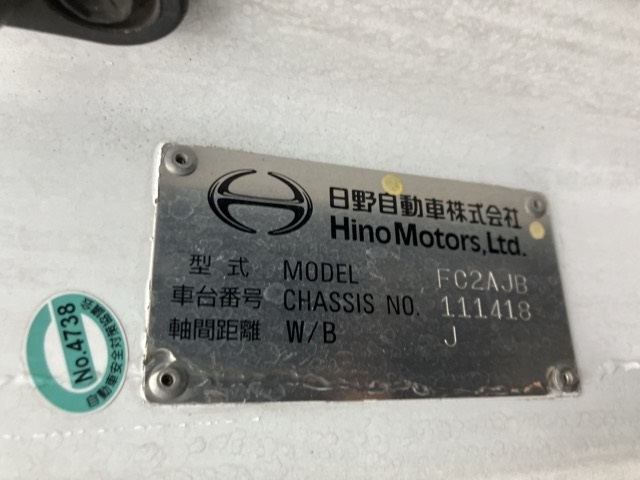 日野自動車株式会社
Hino Motors, Ltd.
型式 MODEL FC2AJB
車台番号 CHASSIS NO. 111418
軸間距離 W/B J
No.4738